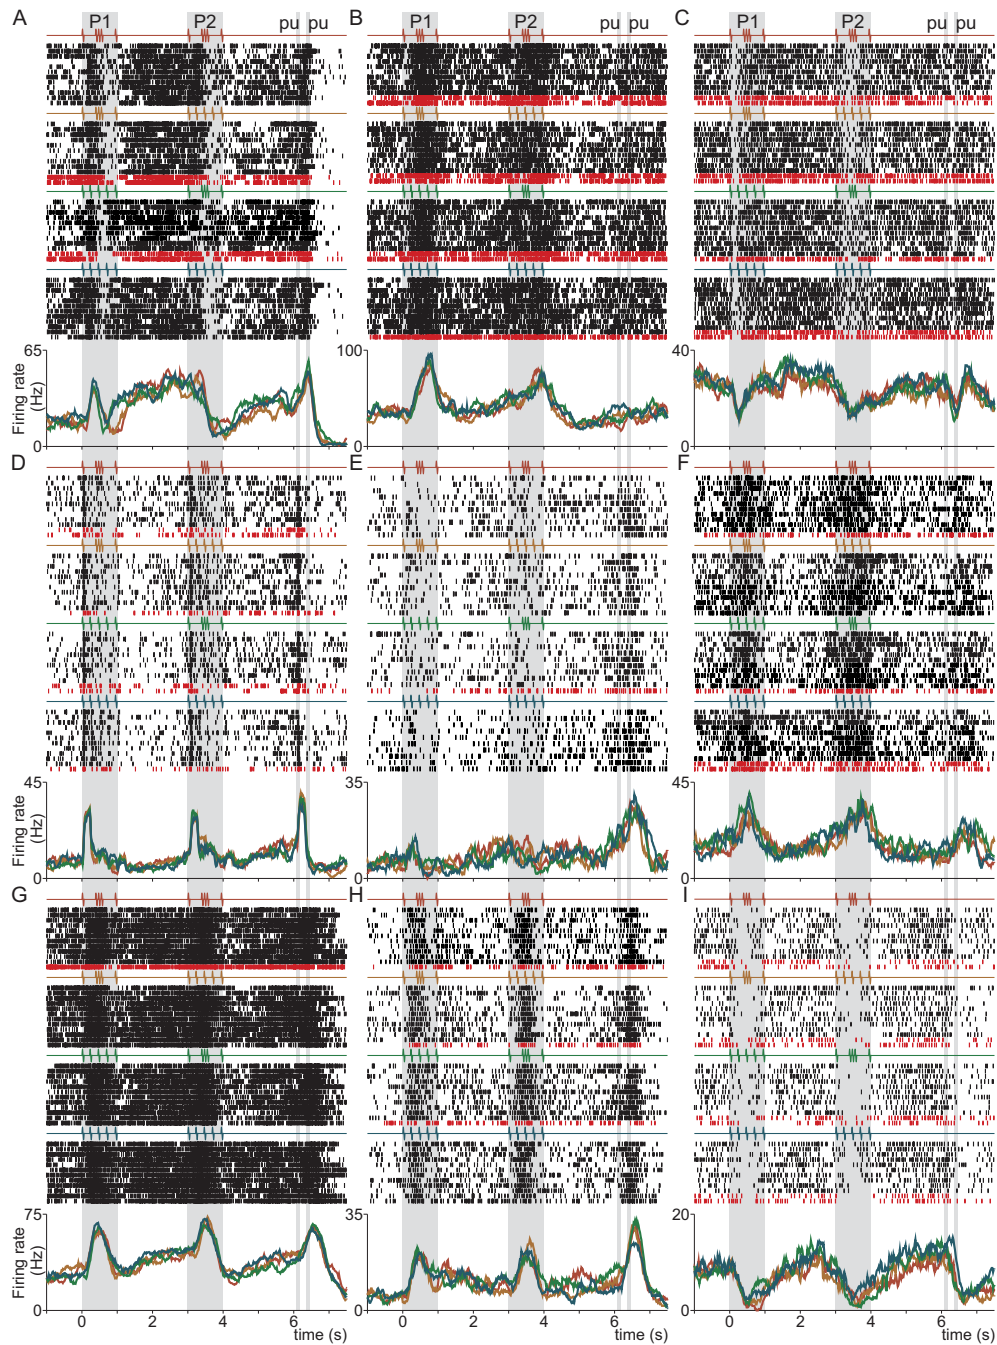 A P1 P2 pu pu
B P1 P2 pu pu
C P1 P2 pu pu
65
0
Firing rate
(Hz)
100
0
40
0
D
E
F
45
0
Firing rate
(Hz)
35
0
45
0
G
H
I
75
0
Firing rate
(Hz)
35
0
20
0
0 2 4 6
0 2 4 6
0 2 4 6
time (s)
time (s)
time (s)